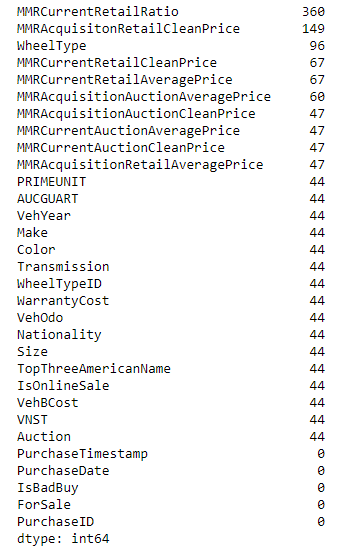 MMRCurrentRetailRatio 360
MMRAcquisitonRetailCleanPrice 149
WheelType 96
MMRCurrentRetailCleanPrice 67
MMRCurrentRetailAveragePrice 67
MMRAcquisitionAuctionAveragePrice 60
MMRAcquisitionAuctionCleanPrice 47
MMRCurrentAuctionAveragePrice 47
MMRCurrentAuctionCleanPrice 47
MMRAcquisitionRetailAveragePrice 47
PRIMEUNIT 44
AUCGUART 44
VehYear 44
Make 44
Color 44
Transmission 44
WheelTypeID 44
WarrantyCost 44
VehOdo 44
Nationality 44
Size 44
TopThreeAmericanName 44
IsOnlineSale 44
VehBCost 44
VNST 44
Auction 44
PurchaseTimestamp 0
PurchaseDate 0
IsBadBuy 0
ForSale 0
PurchaseID 0
dtype: int64